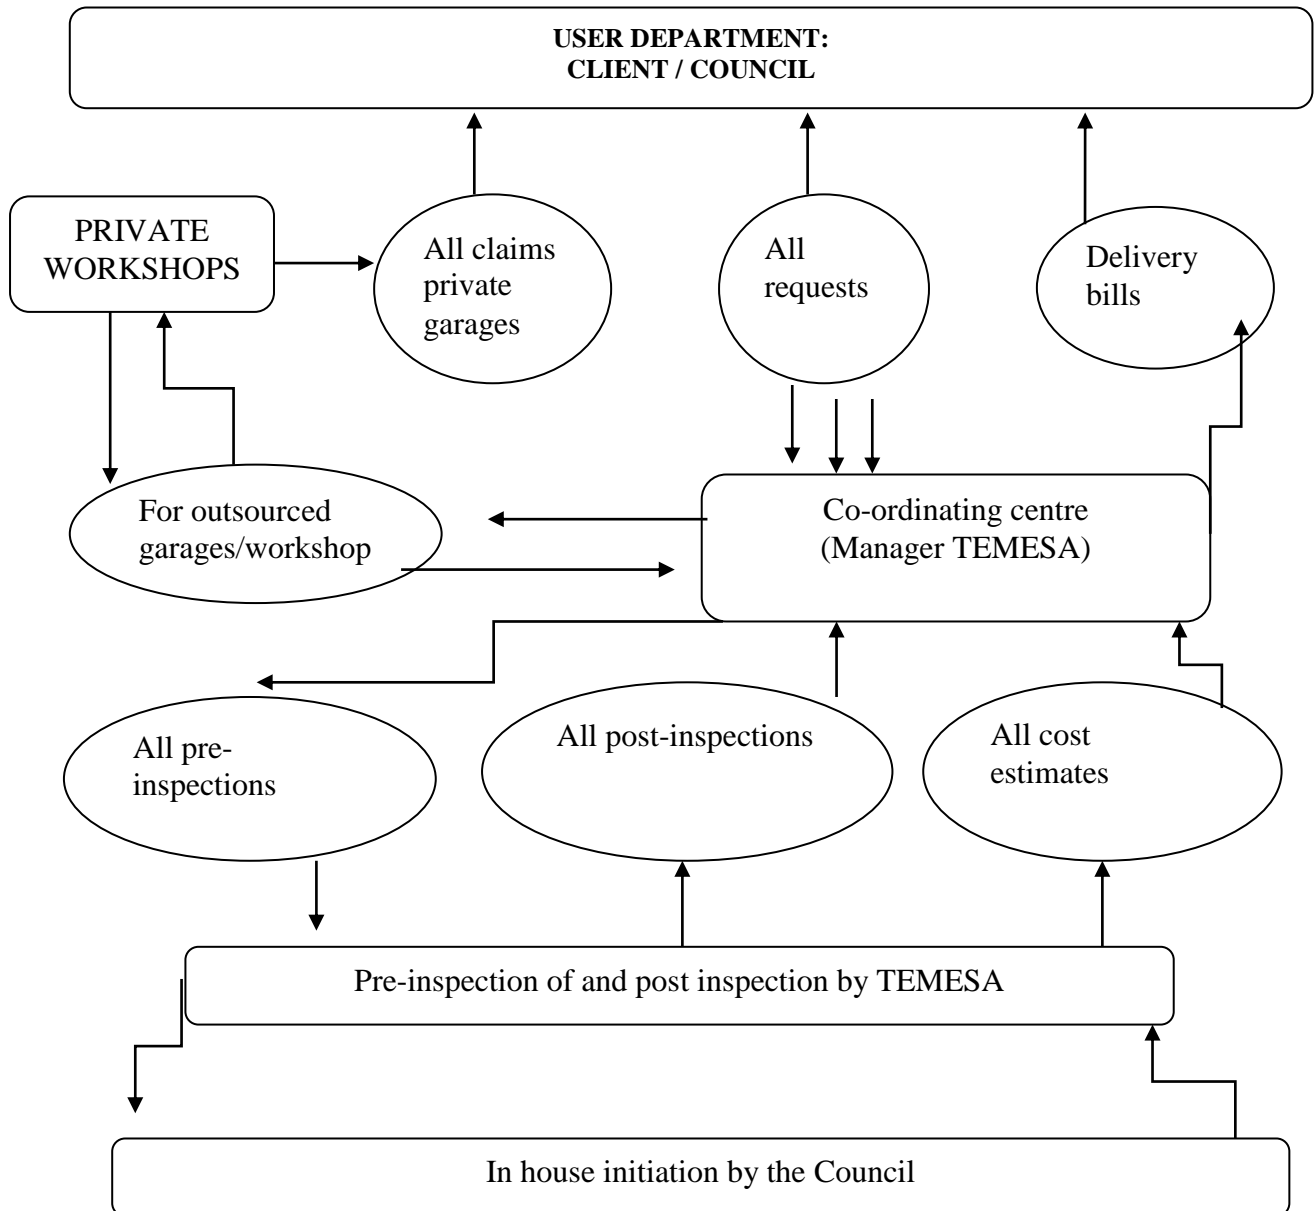 USER DEPARTMENT:
CLIENT / COUNCIL
PRIVATE
WORKSHOPS
All claims
private
garages
All
requests
Delivery
bills
For outsourced
garages/workshop
Co-ordinating centre
(Manager TEMESA)
All pre-
inspections
All post-inspections
All cost
estimates
Pre-inspection of and post inspection by TEMESA
In house initiation by the Council